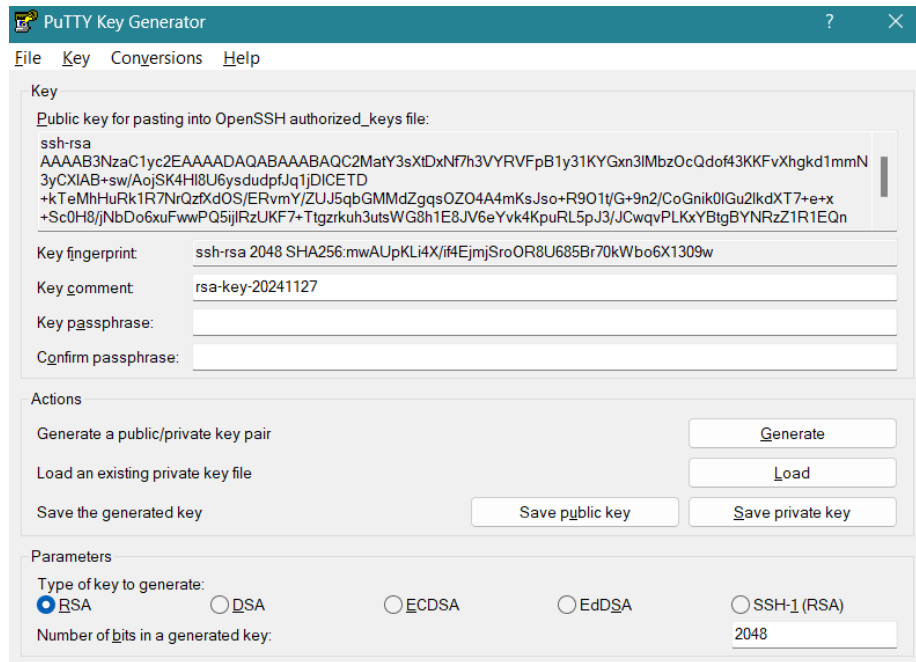 PuTTY Key Generator ? ×
File Key Conversions Help
Key
Public key for pasting into OpenSSH authorized_keys file:
ssh-rsa
AAAAB3NzaC1yc2EAAAADAQABAAABAQC2MatY3sXtDxNf7h3VYRVFpB1y31KYGxn3lMbzOcQdof43KKFvXhgkd1mmN
3yCXlAB+sw/AojSK4Hl8U6ysdudpfJq1jDlCETD
+kTeMhHuRk1R7NrQzfXdOS/ERvmY/ZUJ5qbGMMdZgqsOZO4A4mKsJso+R9O1t/G+9n2/CoGnik0lGu2lkdXT7+e+x
+Sc0H8/jNbDo6xuFwwPQ5ijlRzUKF7+Ttgzrkuh3utsWG8h1E8JV6eYvk4KpuRL5pJ3/JCwqvPLKxYBtgBYNRzZ1R1EQn
Key fingerprint: ssh-rsa 2048 SHA256:mwAUpKLi4X/if4EjmjSroOR8U685Br70kWbo6X1309w
Key comment: rsa-key-20241127
Key passphrase:
Confirm passphrase:
Actions
Generate a public/private key pair Generate
Load an existing private key file Load
Save the generated key Save public key Save private key
Parameters
Type of key to generate:
RSA DSA ECDSA EdDSA SSH-1 (RSA)
Number of bits in a generated key: 2048